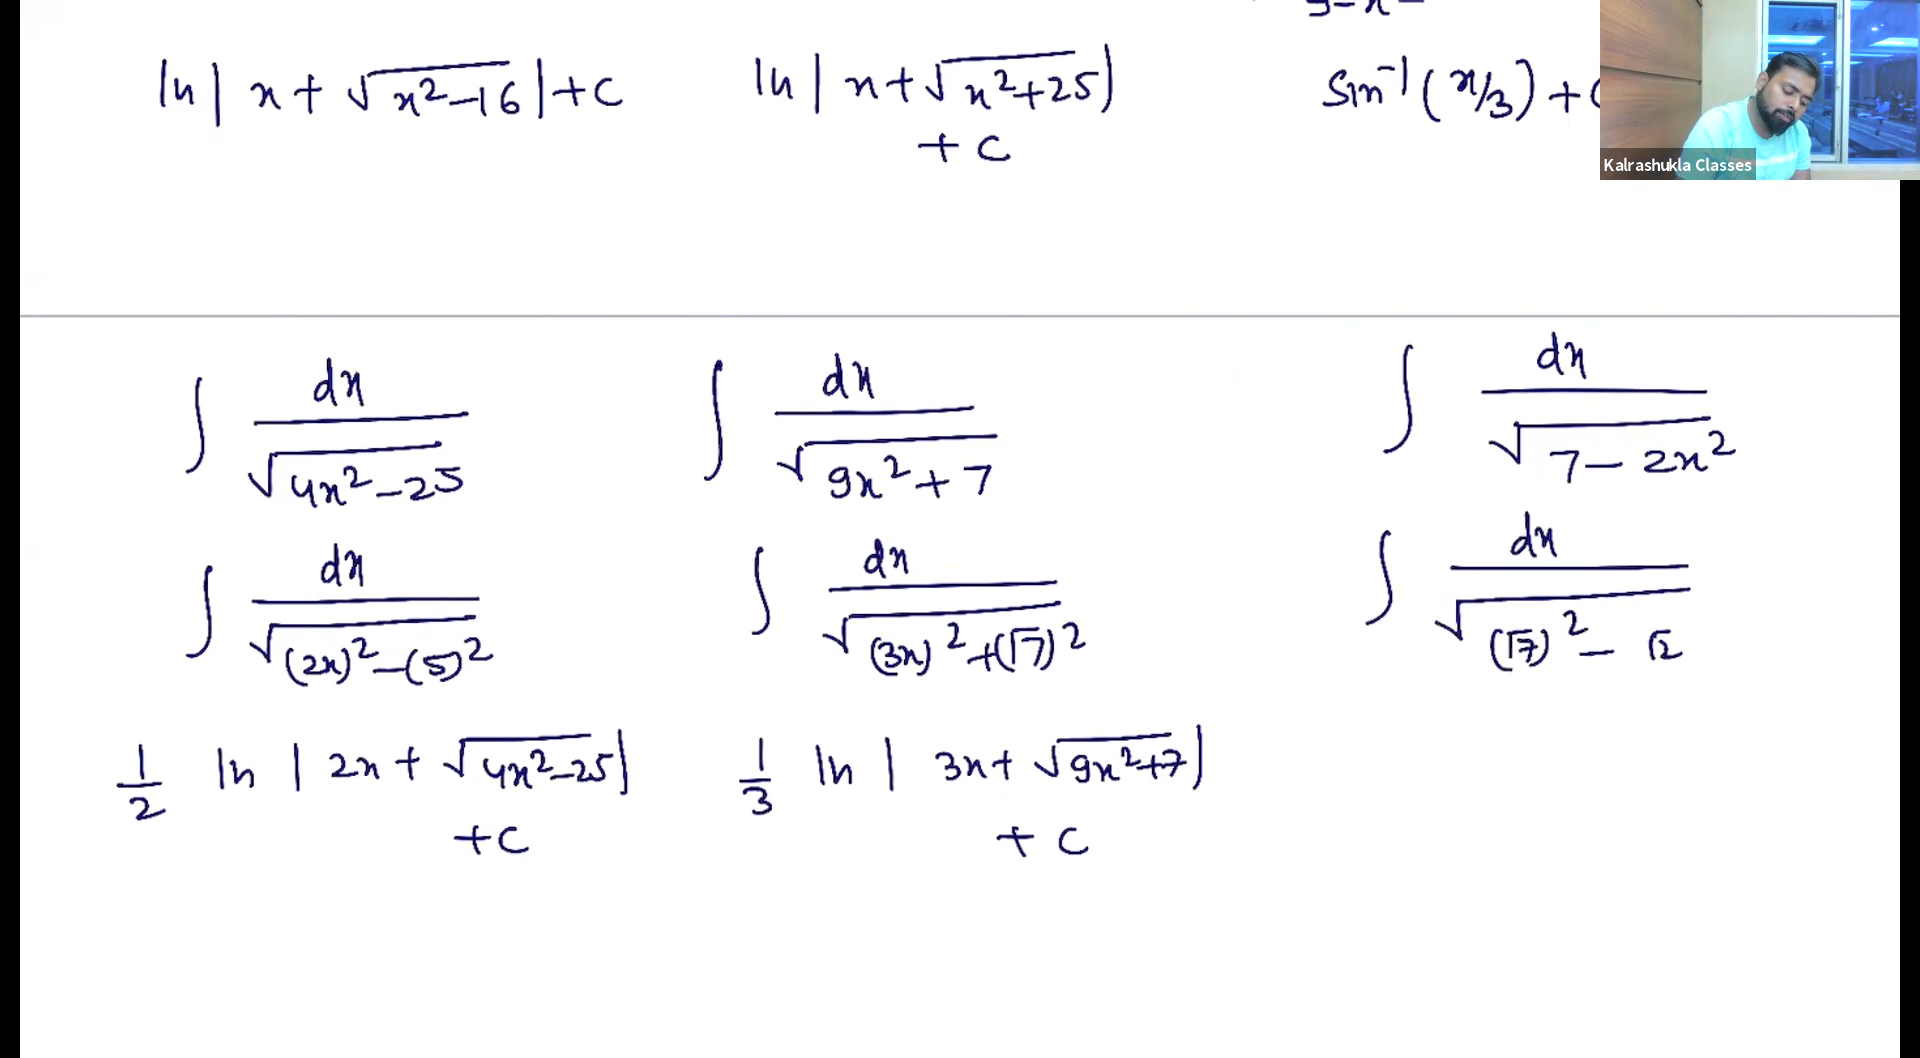 ln| x + √(x²-16) | + c
ln| x + √(x²+25) |
+ c
sin⁻¹(x/3) +
Kalrashukla Classes
∫ dx / √(4x²-25)
∫ dx / √(9x²+7)
∫ dx / √(7-2x²)
∫ dx / √((2x)²-(5)²)
∫ dx / √((3x)²+(√7)²)
∫ dx / √((√7)²-√2
1/2 ln | 2x + √(4x²-25) |
+ c
1/3 ln | 3x + √(9x²+7) |
+ c